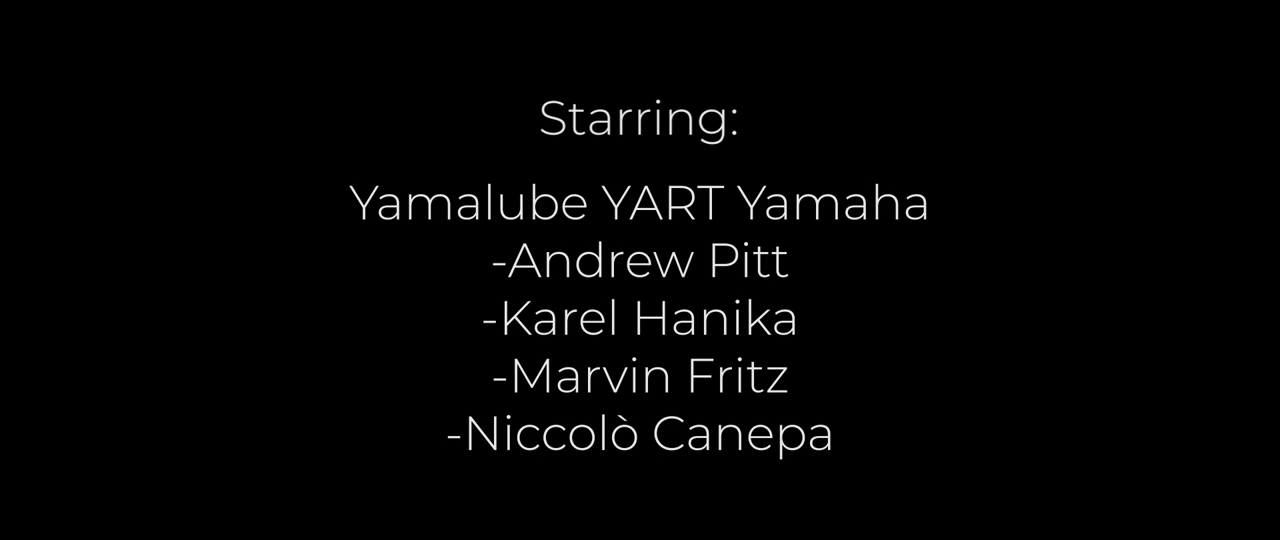 Starring:
Yamalube YART Yamaha
-Andrew Pitt
-Karel Hanika
-Marvin Fritz
-Niccolò Canepa